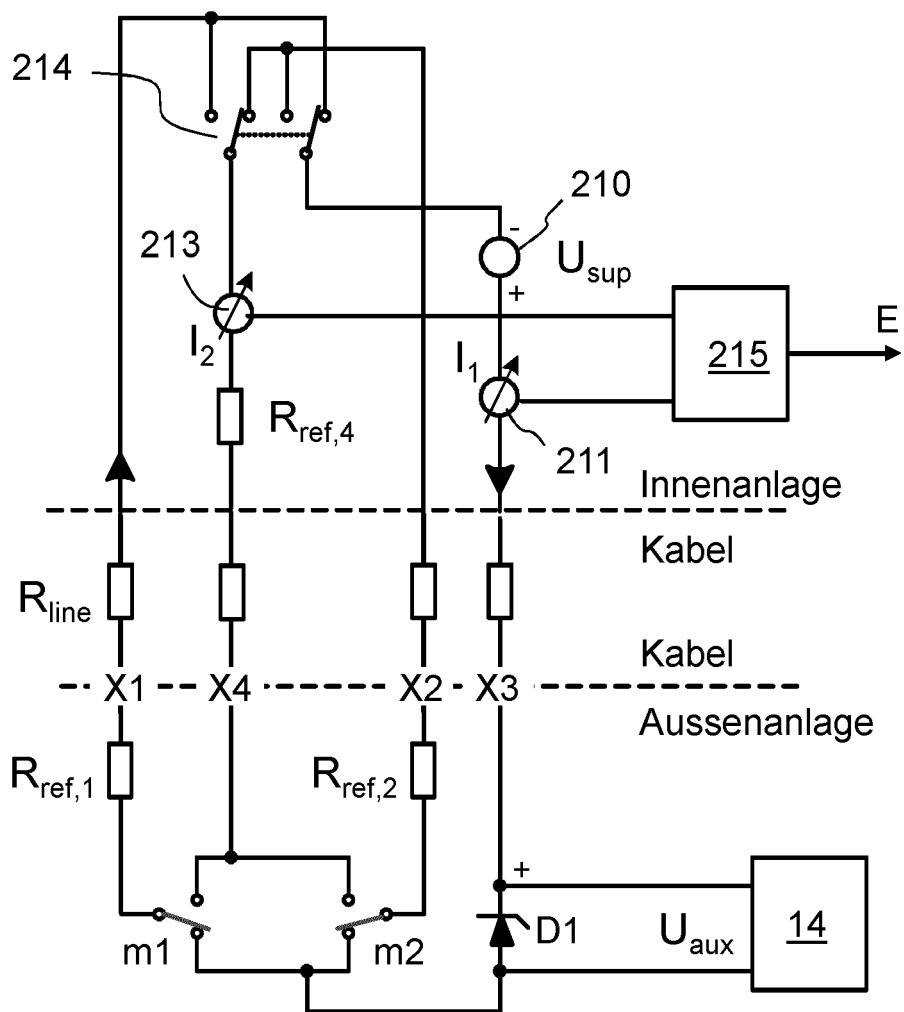 214
210
-
213
U_sup
+
E
I_2
I_1
215
R_ref,4
211
Innenanlage
Kabel
R_line
Kabel
X1 X4 X2 X3
Aussenanlage
R_ref,1
R_ref,2
+
m1
m2
D1
U_aux
14